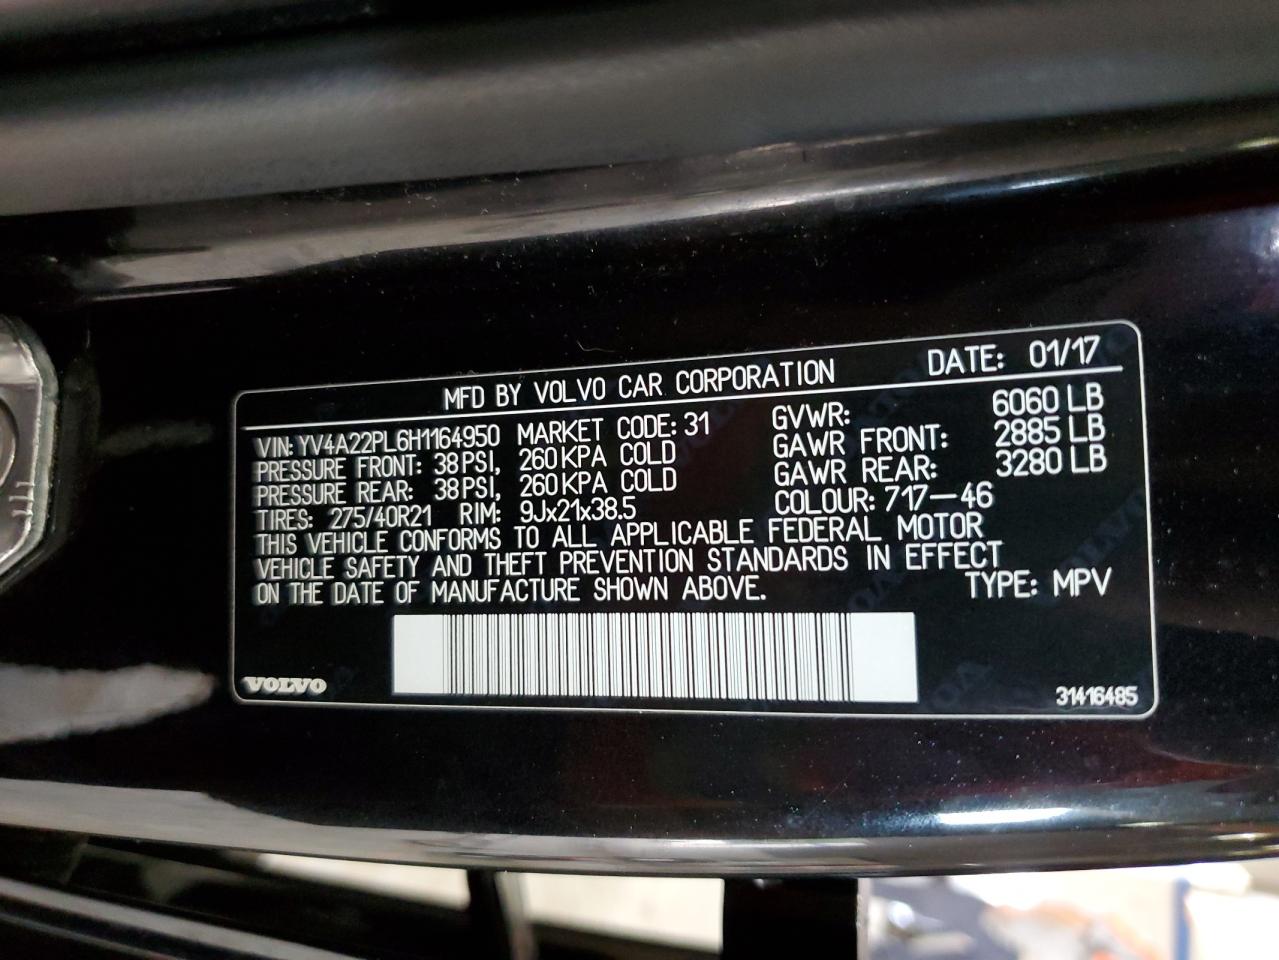 MFD BY VOLVO CAR CORPORATION DATE: 01/17
VIN: YV4A22PL6H1164950 MARKET CODE: 31 GVWR: 6060 LB
PRESSURE FRONT: 38 PSI, 260 KPA COLD GAWR FRONT: 2885 LB
PRESSURE REAR: 38 PSI, 260 KPA COLD GAWR REAR: 3280 LB
TIRES: 275/40R21 RIM: 9Jx21x38.5 COLOUR: 717-46
THIS VEHICLE CONFORMS TO ALL APPLICABLE FEDERAL MOTOR
VEHICLE SAFETY AND THEFT PREVENTION STANDARDS IN EFFECT
ON THE DATE OF MANUFACTURE SHOWN ABOVE. TYPE: MPV
VOLVO 31416485